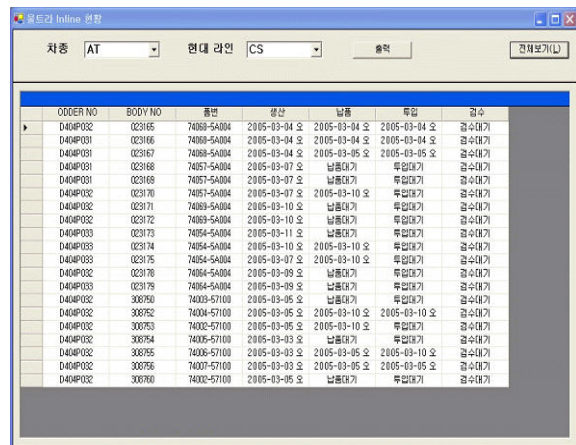 울트라 Inline 현황
차종 AT 현대 라인 CS 출력 전체보기(L)
ODDER NO BODY NO 품번 생산 납품 투입 검수
D404P032 023165 74068-5A004 2005-03-04 오 2005-03-04 오 2005-03-04 오 검수대기
D404P031 023166 74068-5A004 2005-03-04 오 2005-03-04 오 2005-03-04 오 검수대기
D404P031 023167 74068-5A004 2005-03-04 오 2005-03-05 오 2005-03-05 오 검수대기
D404P031 023168 74057-5A004 2005-03-07 오 납품대기 투입대기 검수대기
D404P031 023169 74057-5A004 2005-03-07 오 납품대기 투입대기 검수대기
D404P032 023170 74057-5A004 2005-03-07 오 2005-03-10 오 투입대기 검수대기
D404P032 023171 74069-5A004 2005-03-10 오 납품대기 투입대기 검수대기
D404P032 023172 74069-5A004 2005-03-10 오 납품대기 투입대기 검수대기
D404P033 023173 74054-5A004 2005-03-11 오 납품대기 투입대기 검수대기
D404P033 023174 74054-5A004 2005-03-10 오 2005-03-10 오 투입대기 검수대기
D404P033 023175 74054-5A004 2005-03-07 오 2005-03-10 오 투입대기 검수대기
D404P032 023178 74064-5A004 2005-03-09 오 납품대기 투입대기 검수대기
D404P033 023179 74064-5A004 2005-03-09 오 납품대기 투입대기 검수대기
D404P032 308750 74003-57100 2005-03-05 오 납품대기 투입대기 검수대기
D404P032 308752 74004-57100 2005-03-05 오 2005-03-10 오 2005-03-10 오 검수대기
D404P032 308753 74002-57100 2005-03-05 오 2005-03-10 오 투입대기 검수대기
D404P032 308754 74005-57100 2005-03-03 오 납품대기 투입대기 검수대기
D404P032 308755 74006-57100 2005-03-03 오 2005-03-05 오 2005-03-10 오 검수대기
D404P032 308756 74007-57100 2005-03-03 오 2005-03-05 오 2005-03-05 오 검수대기
D404P032 308760 74002-57100 2005-03-05 오 납품대기 투입대기 검수대기